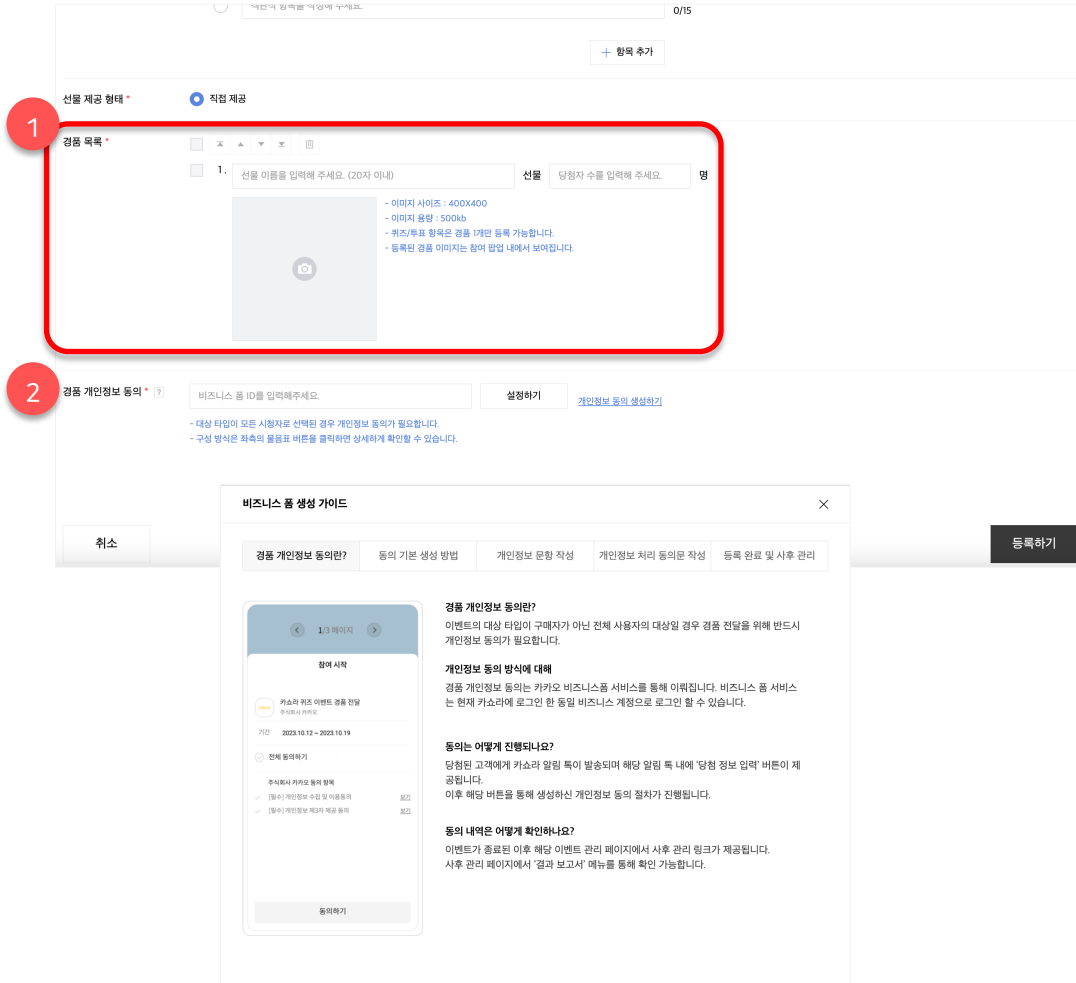 객관식 항목을 작성해 주세요.
0/15
+ 항목 추가
선물 제공 형태 *
직접 제공
1
경품 목록 *
1. 선물 이름을 입력해 주세요. (20자 이내) 선물 당첨자 수를 입력해 주세요. 명
- 이미지 사이즈 : 400X400
- 이미지 용량 : 500kb
- 퀴즈/투표 항목은 경품 1개만 등록 가능합니다.
- 등록된 경품 이미지는 참여 팝업 내에서 보여집니다.
2
경품 개인정보 동의 * ?
비즈니스 폼 ID를 입력해주세요. 설정하기 개인정보 동의 생성하기
- 대상 타입이 모든 시청자로 선택된 경우 개인정보 동의가 필요합니다.
- 구성 방식은 좌측의 물음표 버튼을 클릭하면 상세하게 확인할 수 있습니다.
취소
등록하기
비즈니스 폼 생성 가이드
경품 개인정보 동의란? 동의 기본 생성 방법 개인정보 문항 작성 개인정보 처리 동의문 작성 등록 완료 및 사후 관리
1/3 페이지
참여 시작
카쇼라 퀴즈 이벤트 경품 전달
주식회사 카카오
기간 2023.10.12 ~ 2023.10.19
전체 동의하기
주식회사 카카오 동의 항목
[필수] 개인정보 수집 및 이용동의 보기
[필수] 개인정보 제3자 제공 동의 보기
동의하기
경품 개인정보 동의란?
이벤트의 대상 타입이 구매자가 아닌 전체 사용자의 대상일 경우 경품 전달을 위해 반드시
개인정보 동의가 필요합니다.
개인정보 동의 방식에 대해
경품 개인정보 동의는 카카오 비즈니스폼 서비스를 통해 이뤄집니다. 비즈니스 폼 서비스
는 현재 카쇼라에 로그인 한 동일 비즈니스 계정으로 로그인 할 수 있습니다.
동의는 어떻게 진행되나요?
당첨된 고객에게 카쇼라 알림 톡이 발송되며 해당 알림 톡 내에 '당첨 정보 입력' 버튼이 제
공됩니다.
이후 해당 버튼을 통해 생성하신 개인정보 동의 절차가 진행됩니다.
동의 내역은 어떻게 확인하나요?
이벤트가 종료된 이후 해당 이벤트 관리 페이지에서 사후 관리 링크가 제공됩니다.
사후 관리 페이지에서 '결과 보고서' 메뉴를 통해 확인 가능합니다.